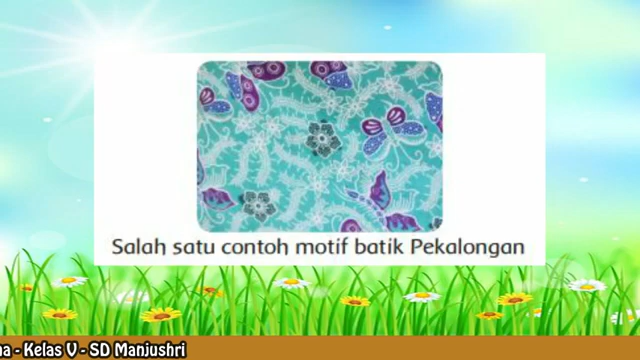 Salah satu contoh motif batik Pekalongan
- Kelas V - SD Manjushri